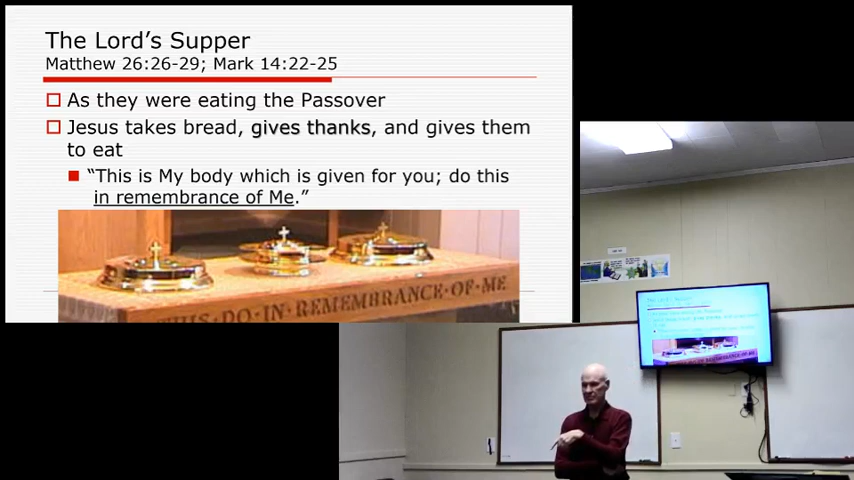 The Lord's Supper
Matthew 26:26-29; Mark 14:22-25
As they were eating the Passover
Jesus takes bread, gives thanks, and gives them
to eat
"This is My body which is given for you; do this
in remembrance of Me."
THIS·DO·IN·REMEMBRANCE·OF·ME